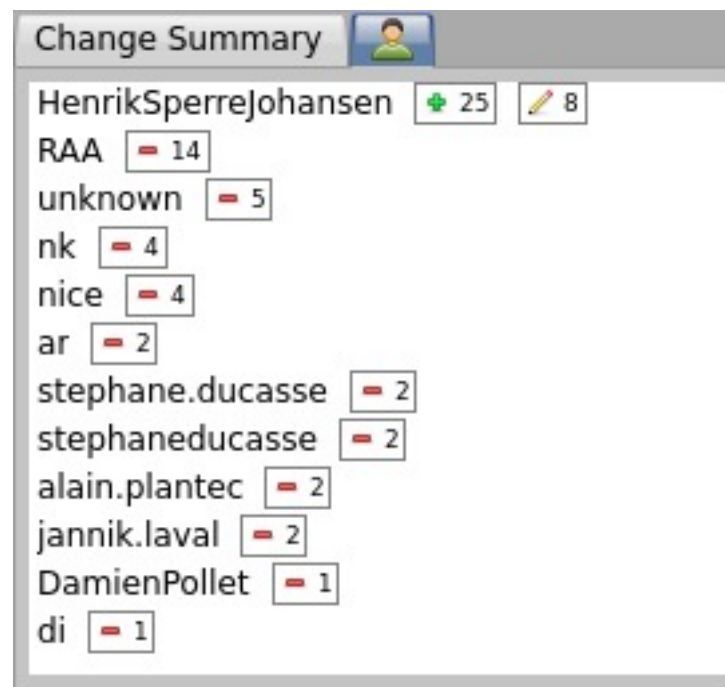 Change Summary
HenrikSperreJohansen 25 8
RAA 14
unknown 5
nk 4
nice 4
ar 2
stephane.ducasse 2
stephaneducasse 2
alain.plantec 2
jannik.laval 2
DamienPollet 1
di 1